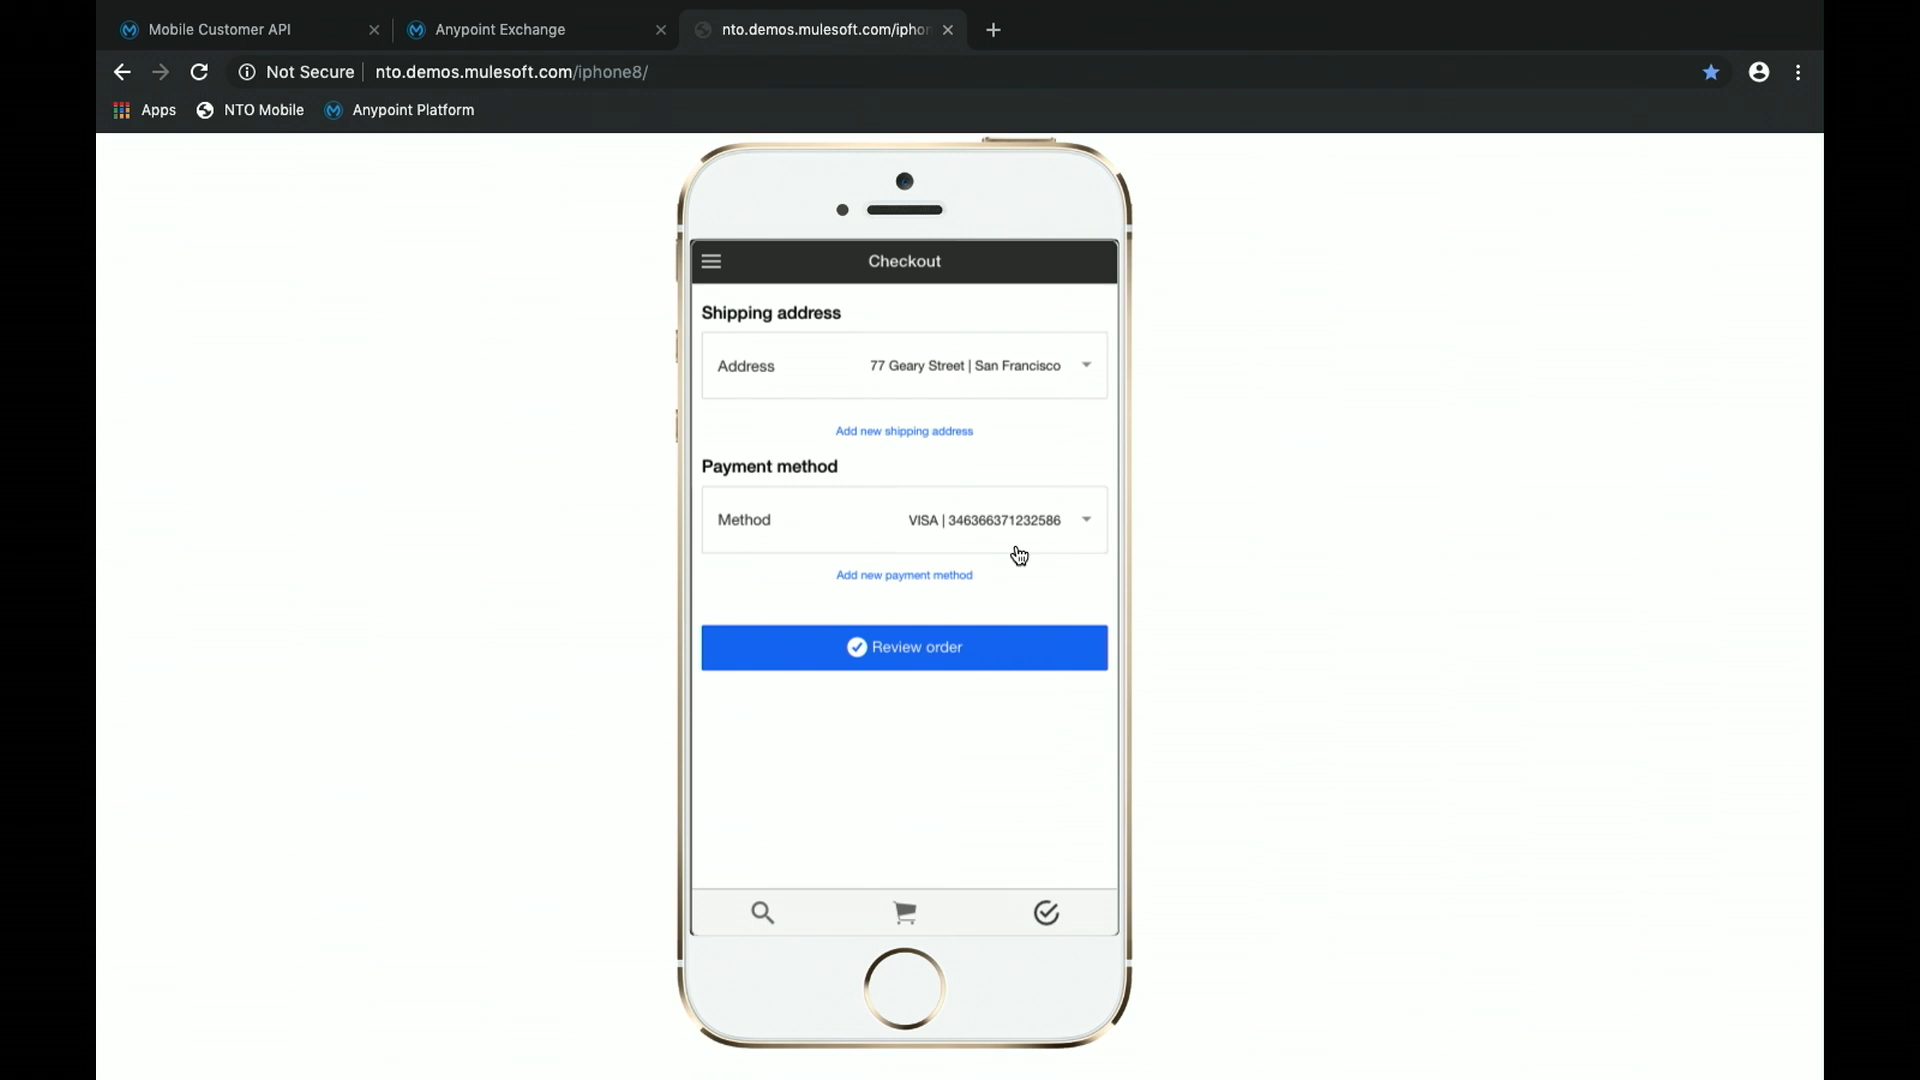 Mobile Customer API
Anypoint Exchange
nto.demos.mulesoft.com/iphon
Not Secure
nto.demos.mulesoft.com/iphone8/
Apps
NTO Mobile
Anypoint Platform
Checkout
Shipping address
Address
77 Geary Street | San Francisco
Add new shipping address
Payment method
Method
VISA | 346366371232586
Add new payment method
Review order